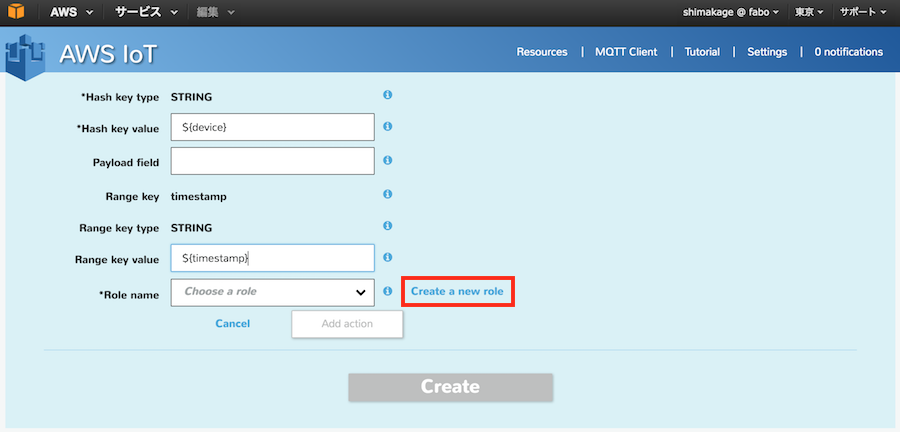 AWS サービス 編集 shimakage @ fabo 東京 サポート
AWS IoT Resources | MQTT Client | Tutorial | Settings | 0 notifications
*Hash key type STRING
*Hash key value ${device}
Payload field
Range key timestamp
Range key type STRING
Range key value ${timestamp}
*Role name Choose a role Create a new role
Cancel Add action
Create